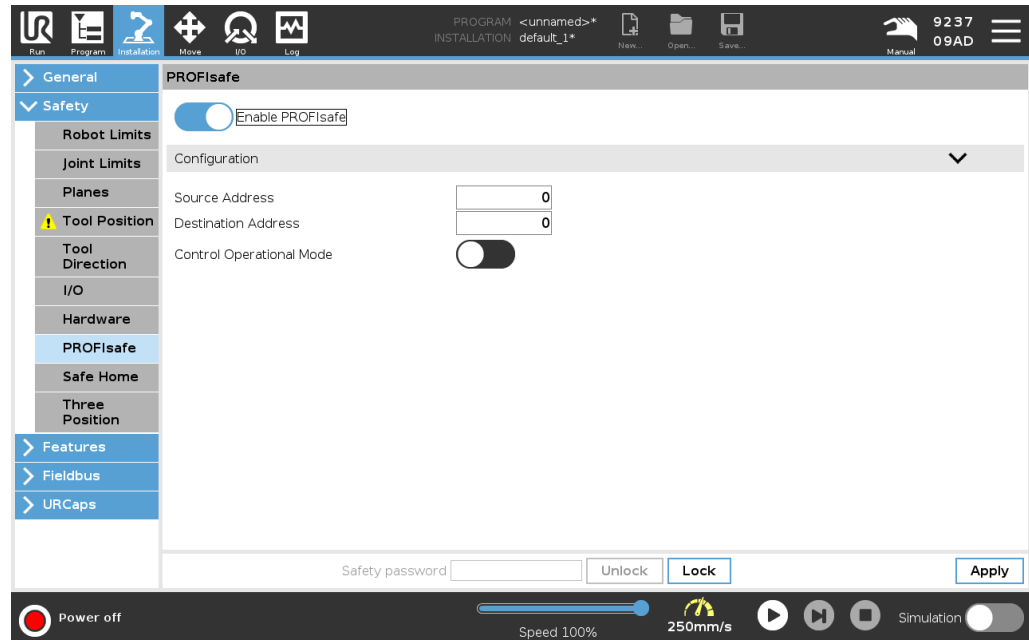 PROGRAM <unnamed>*
INSTALLATION default_1*
UR
Run
Program
Installation
Move
I/O
Log
New...
Open...
Save...
Manual
9237
09AD
General
Safety
Robot Limits
Joint Limits
Planes
Tool Position
Tool
Direction
I/O
Hardware
PROFIsafe
Safe Home
Three
Position
Features
Fieldbus
URCaps
PROFIsafe
Enable PROFIsafe
Configuration
Source Address 0
Destination Address 0
Control Operational Mode
Safety password Unlock Lock Apply
Power off
Speed 100%
250mm/s
Simulation